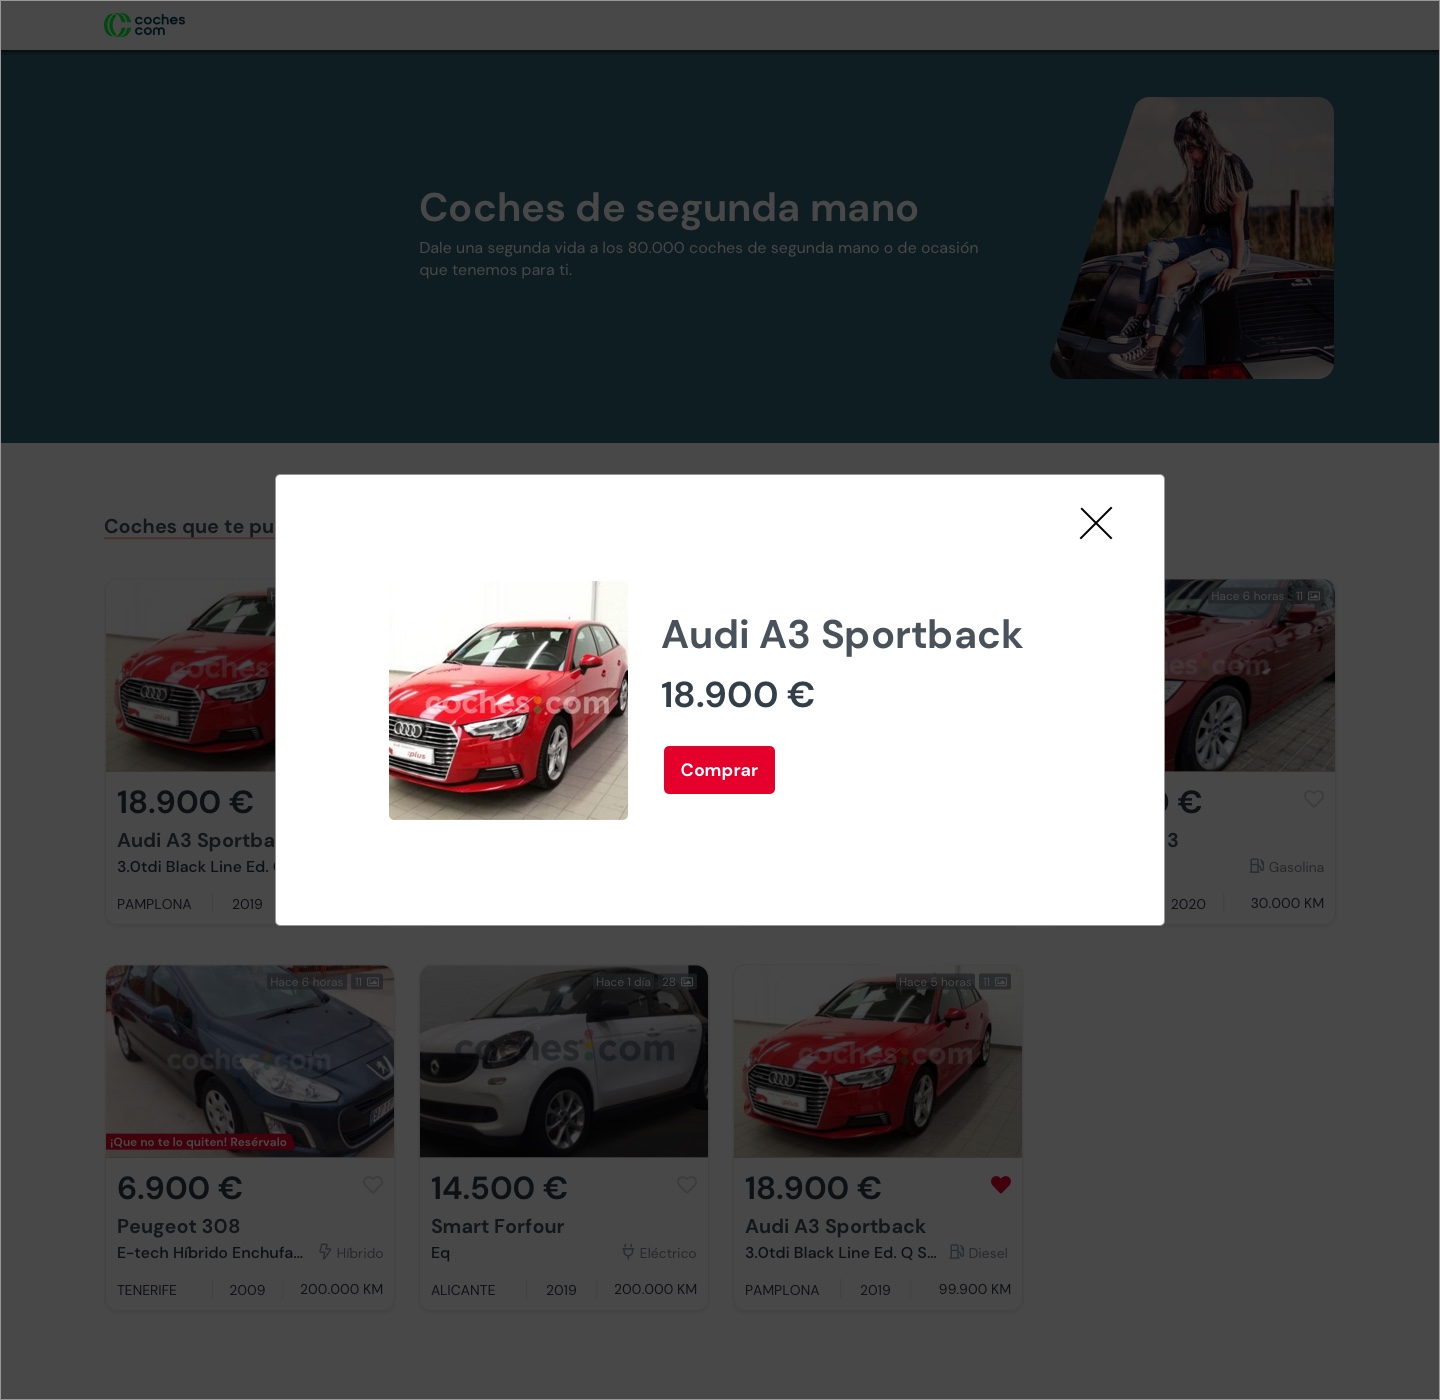 coches
com
Coches de segunda mano
Dale una segunda vida a los 80.000 coches de segunda mano o de ocasión
que tenemos para ti.
Coches que te pu
Audi A3 Sportback
18.900 €
Comprar
coches.com
plus
coches
18.900 €
Audi A3 Sportba
3.0tdi Black Line Ed.
PAMPLONA 2019
Hace 6 horas 11
es.com
€
3
Gasolina
2020 30.000 KM
Hace 6 horas 11
coches.com
¡Que no te lo quiten! Resérvalo
6.900 €
Peugeot 308
E-tech Híbrido Enchufa... Híbrido
TENERIFE 2009 200.000 KM
Hace 1 día 28
coches.com
14.500 €
Smart Forfour
Eq Eléctrico
ALICANTE 2019 200.000 KM
Hace 5 horas 11
coches.com
plus
18.900 €
Audi A3 Sportback
3.0tdi Black Line Ed. Q S... Diesel
PAMPLONA 2019 99.900 KM